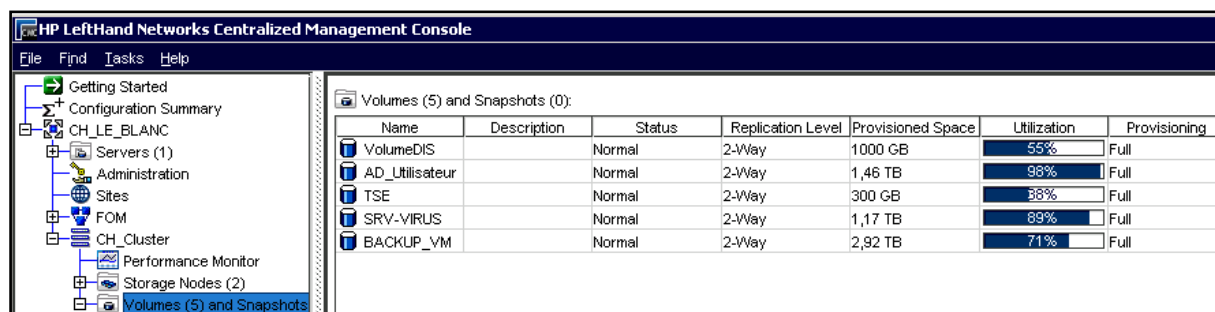 HP LeftHand Networks Centralized Management Console
File Find Tasks Help
Getting Started
Configuration Summary
CH_LE_BLANC
Servers (1)
Administration
Sites
FOM
CH_Cluster
Performance Monitor
Storage Nodes (2)
Volumes (5) and Snapshots
Volumes (5) and Snapshots (0):
Name Description Status Replication Level Provisioned Space Utilization Provisioning
VolumeDIS Normal 2-Way 1000 GB 55% Full
AD_Utilisateur Normal 2-Way 1,46 TB 98% Full
TSE Normal 2-Way 300 GB 38% Full
SRV-VIRUS Normal 2-Way 1,17 TB 89% Full
BACKUP_VM Normal 2-Way 2,92 TB 71% Full